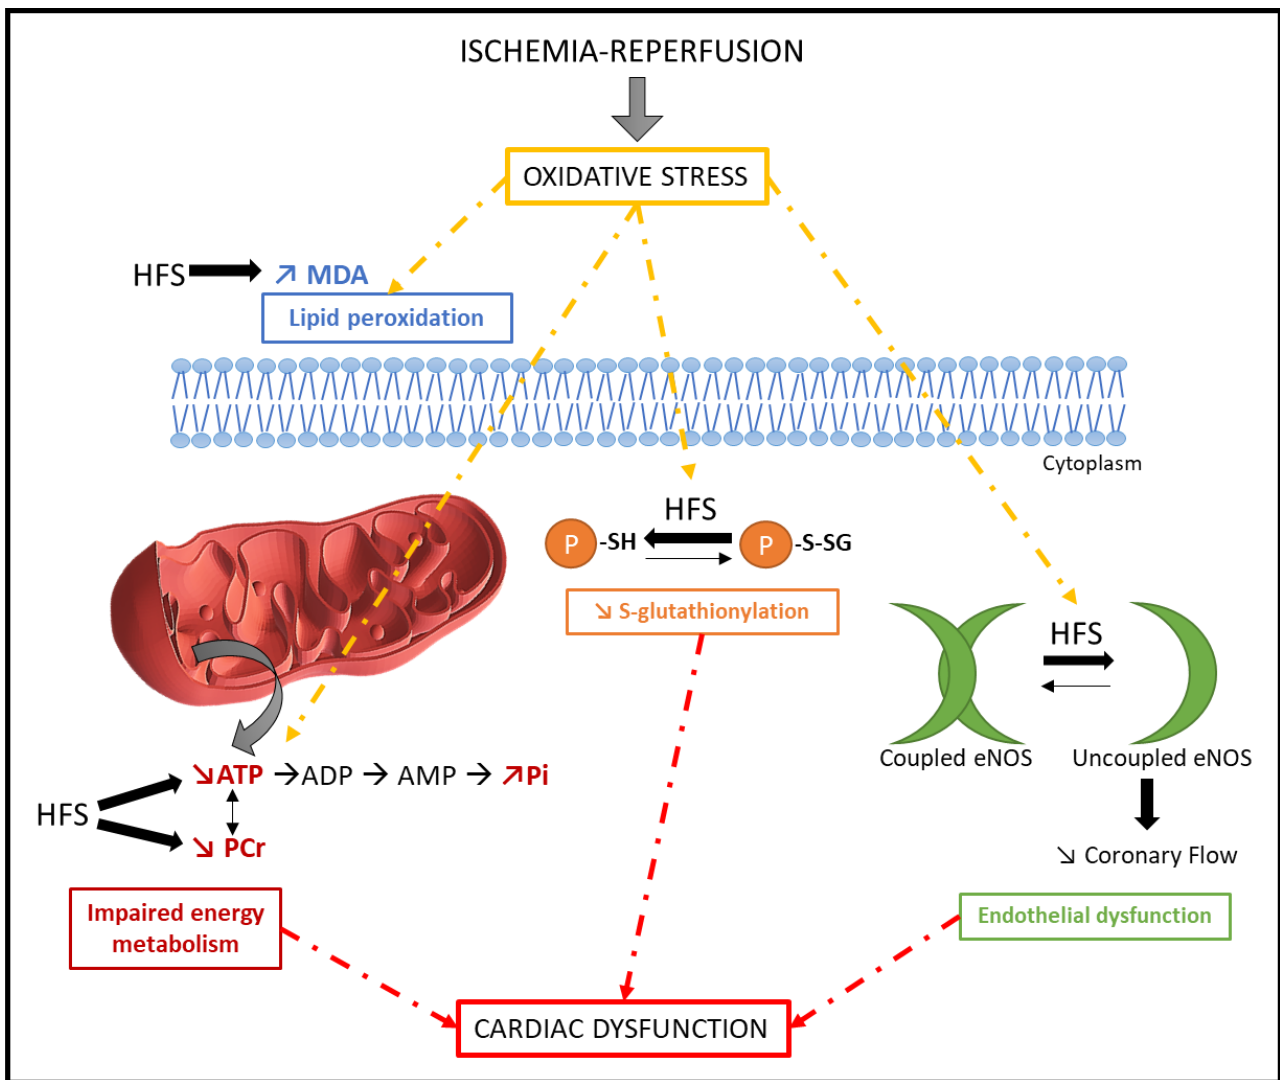 ISCHEMIA-REPERFUSION
OXIDATIVE STRESS
HFS
↗ MDA
Lipid peroxidation
Cytoplasm
HFS
P -SH
P -S-SG
↘ S-glutathionylation
HFS
Coupled eNOS
Uncoupled eNOS
↘ Coronary Flow
Endothelial dysfunction
HFS
↘ATP →ADP → AMP → ↗Pi
↘ PCr
Impaired energy
metabolism
CARDIAC DYSFUNCTION